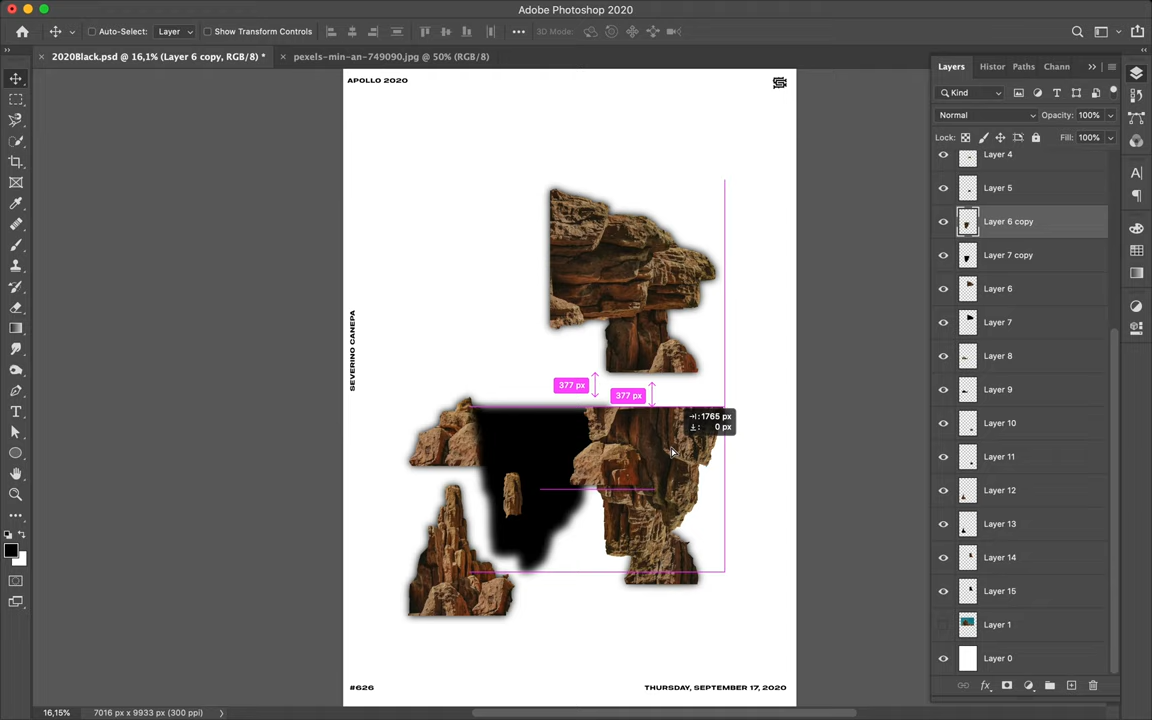 Adobe Photoshop 2020
Auto-Select: Layer Show Transform Controls 3D Mode:
2020Black.psd @ 16,1% (Layer 6 copy, RGB/8) * pexels-min-an-749090.jpg @ 50% (RGB/8)
Layers Histor Paths Chann
Kind
Normal Opacity: 100%
Lock: Fill: 100%
Layer 4
Layer 5
Layer 6 copy
Layer 7 copy
Layer 6
Layer 7
Layer 8
Layer 9
Layer 10
Layer 11
Layer 12
Layer 13
Layer 14
Layer 15
Layer 1
Layer 0
APOLLO 2020
SEVERINO CANEPA
377 px
377 px
1765 px
0 px
#626 THURSDAY, SEPTEMBER 17, 2020
16,15% 7016 px x 9933 px (300 ppi)